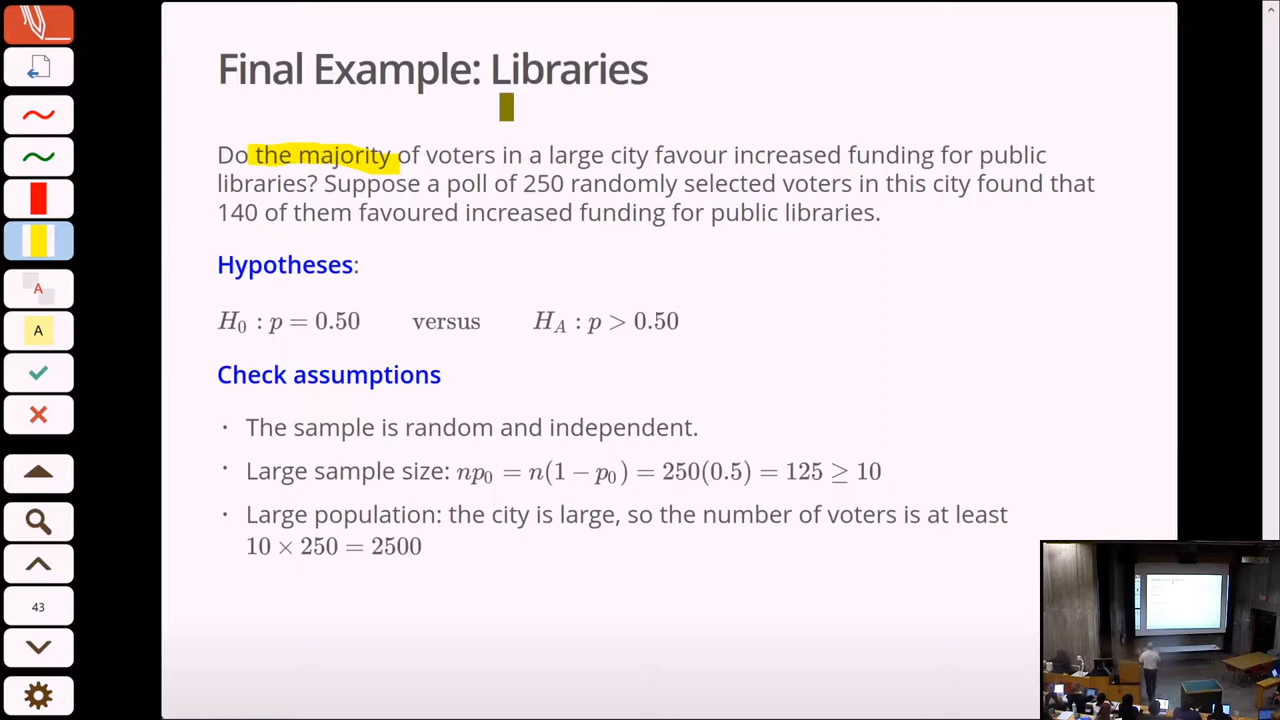 Final Example: Libraries
Do the majority of voters in a large city favour increased funding for public
libraries? Suppose a poll of 250 randomly selected voters in this city found that
140 of them favoured increased funding for public libraries.
Hypotheses:
H₀ : p = 0.50 versus H_A : p > 0.50
Check assumptions
· The sample is random and independent.
· Large sample size: np₀ = n(1 − p₀) = 250(0.5) = 125 ≥ 10
· Large population: the city is large, so the number of voters is at least
10 × 250 = 2500
A
A
43